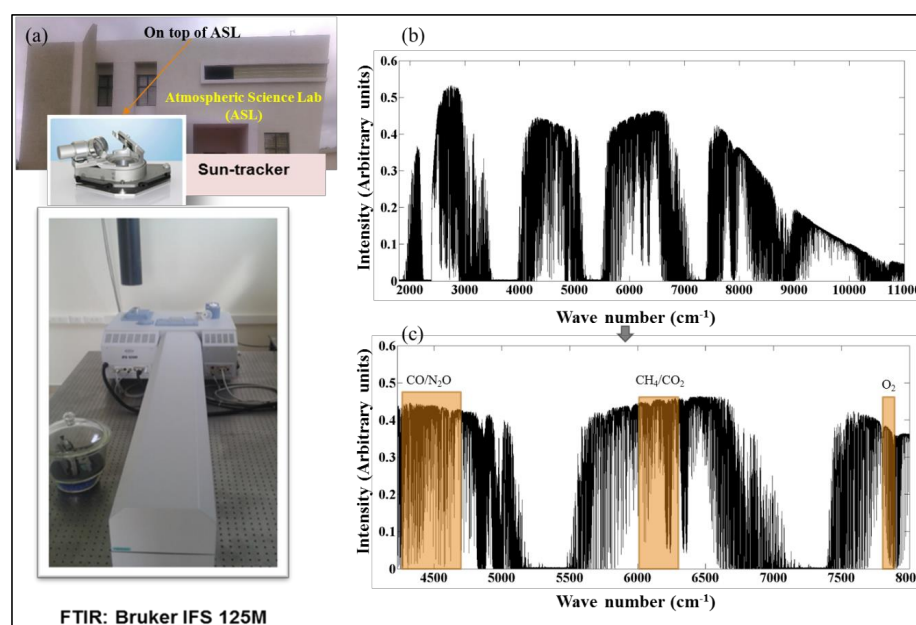 (a)
On top of ASL
Atmospheric Science Lab
(ASL)
Sun-tracker
FTIR: Bruker IFS 125M
(b)
Intensity (Arbitrary units)
0.6
0.5
0.4
0.3
0.2
0.1
0
2000 3000 4000 5000 6000 7000 8000 9000 10000 11000
Wave number (cm⁻¹)
(c)
Intensity (Arbitrary units)
0.6
0.5
0.4
0.3
0.2
0.1
0
CO/N₂O
CH₄/CO₂
O₂
4500 5000 5500 6000 6500 7000 7500 800
Wave number (cm⁻¹)